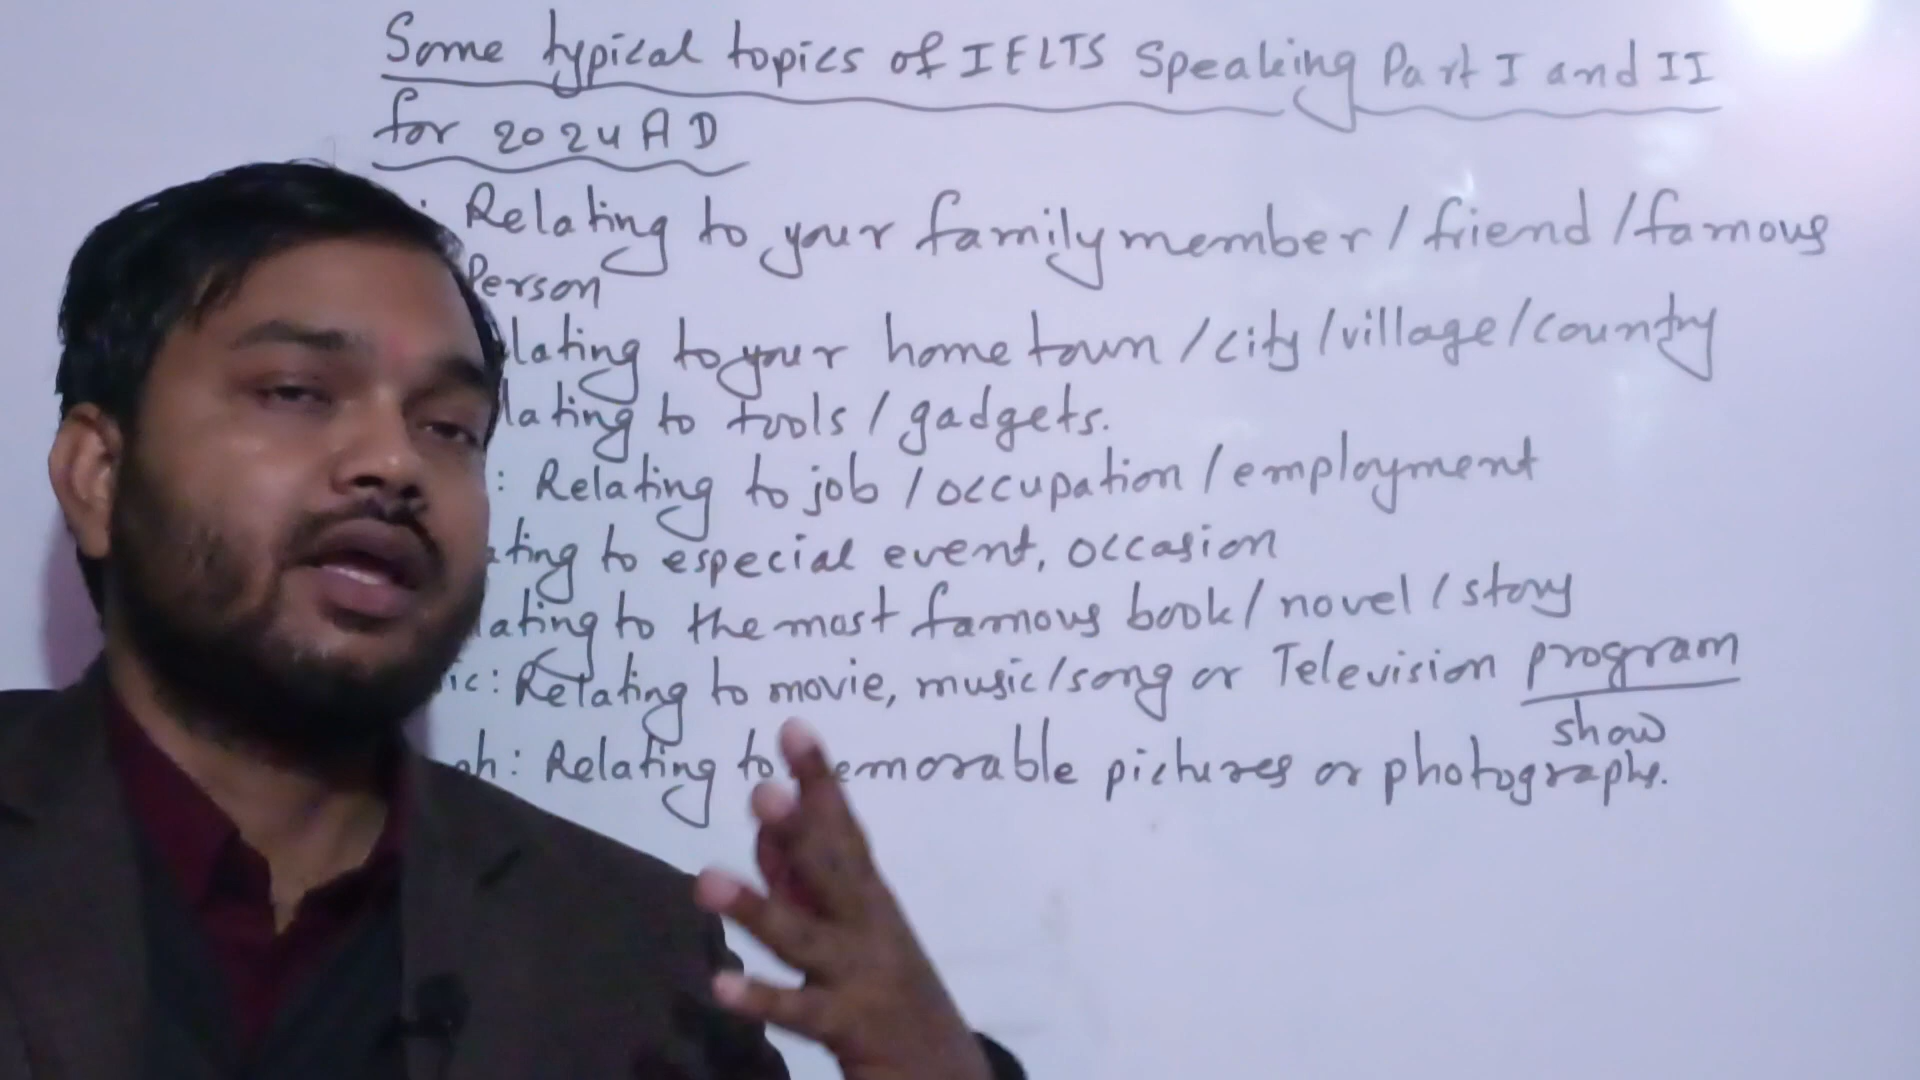 Some typical topics of IELTS Speaking Part I and II
for 2024 AD
: Relating to your family member / friend / famous
Person
lating to your home town / city / village / country
lating to tools / gadgets.
: Relating to job / occupation / employment
ting to especial event, occasion
lating to the most famous book / novel / story
ic: Relating to movie, music/song or Television program
show
ph: Relating to memorable pictures or photographs.